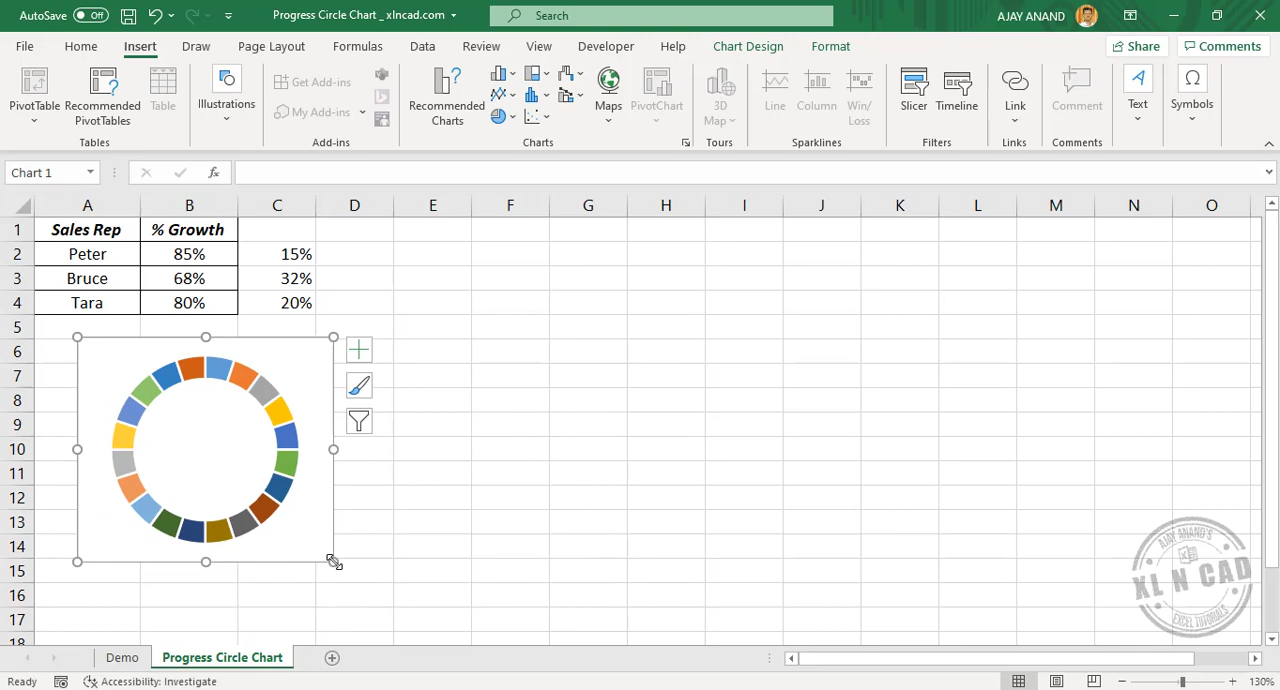 AutoSave Off Progress Circle Chart _ xlncad.com Search AJAY ANAND
File Home Insert Draw Page Layout Formulas Data Review View Developer Help Chart Design Format Share Comments
PivotTable Recommended PivotTables Table
Tables
Illustrations
Get Add-ins
My Add-ins
Add-ins
Recommended Charts
Maps PivotChart
Charts
3D Map
Tours
Line Column Win/Loss
Sparklines
Slicer Timeline
Filters
Link
Links
Comment
Comments
Text
Symbols
Chart 1 fx
A B C D E F G H I J K L M N O
1 Sales Rep % Growth
2 Peter 85% 15%
3 Bruce 68% 32%
4 Tara 80% 20%
5
6
7
8
9
10
11
12
13
14
15
16
17
18
AJAY ANAND'S
XL N CAD
EXCEL TUTORIALS
Demo Progress Circle Chart
Ready Accessibility: Investigate 130%